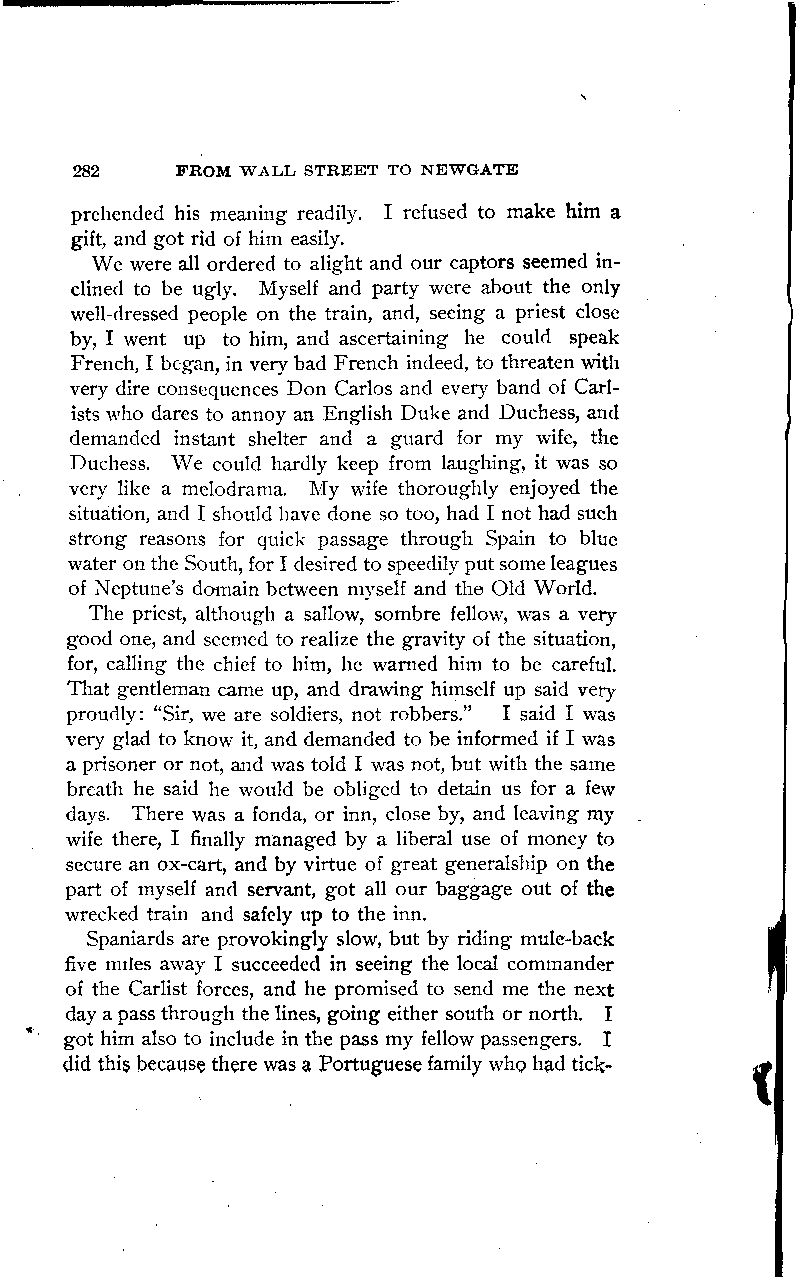 282 FROM WALL STREET TO NEWGATE
prehended his meaning readily. I refused to make him a
gift, and got rid of him easily.
We were all ordered to alight and our captors seemed in-
clined to be ugly. Myself and party were about the only
well-dressed people on the train, and, seeing a priest close
by, I went up to him, and ascertaining he could speak
French, I began, in very bad French indeed, to threaten with
very dire consequences Don Carlos and every band of Carl-
ists who dares to annoy an English Duke and Duchess, and
demanded instant shelter and a guard for my wife, the
Duchess. We could hardly keep from laughing, it was so
very like a melodrama. My wife thoroughly enjoyed the
situation, and I should have done so too, had I not had such
strong reasons for quick passage through Spain to blue
water on the South, for I desired to speedily put some leagues
of Neptune's domain between myself and the Old World.
The priest, although a sallow, sombre fellow, was a very
good one, and seemed to realize the gravity of the situation,
for, calling the chief to him, he warned him to be careful.
That gentleman came up, and drawing himself up said very
proudly: “Sir, we are soldiers, not robbers.” I said I was
very glad to know it, and demanded to be informed if I was
a prisoner or not, and was told I was not, but with the same
breath he said he would be obliged to detain us for a few
days. There was a fonda, or inn, close by, and leaving my
wife there, I finally managed by a liberal use of money to
secure an ox-cart, and by virtue of great generalship on the
part of myself and servant, got all our baggage out of the
wrecked train and safely up to the inn.
Spaniards are provokingly slow, but by riding mule-back
five miles away I succeeded in seeing the local commander
of the Carlist forces, and he promised to send me the next
day a pass through the lines, going either south or north. I
got him also to include in the pass my fellow passengers. I
did this because there was a Portuguese family who had tick-